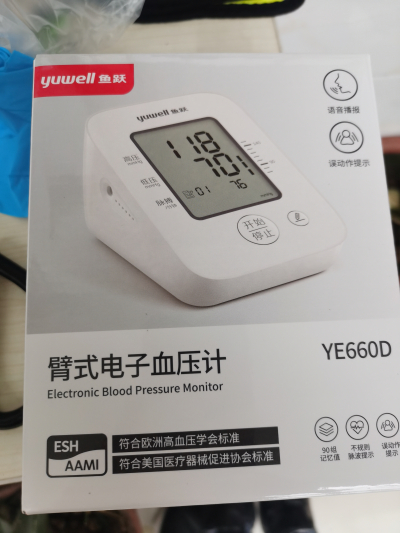 yuwell 鱼跃
语音播报
误动作提示
yuwell 鱼跃
高压
mmHg
118
低压
mmHg
70
脉搏
01
76
开始
停止
臂式电子血压计
YE660D
Electronic Blood Pressure Monitor
ESH
AAMI
符合欧洲高血压学会标准
符合美国医疗器械促进协会标准
90组
记忆值
不规则
脉波提示
误动作
提示